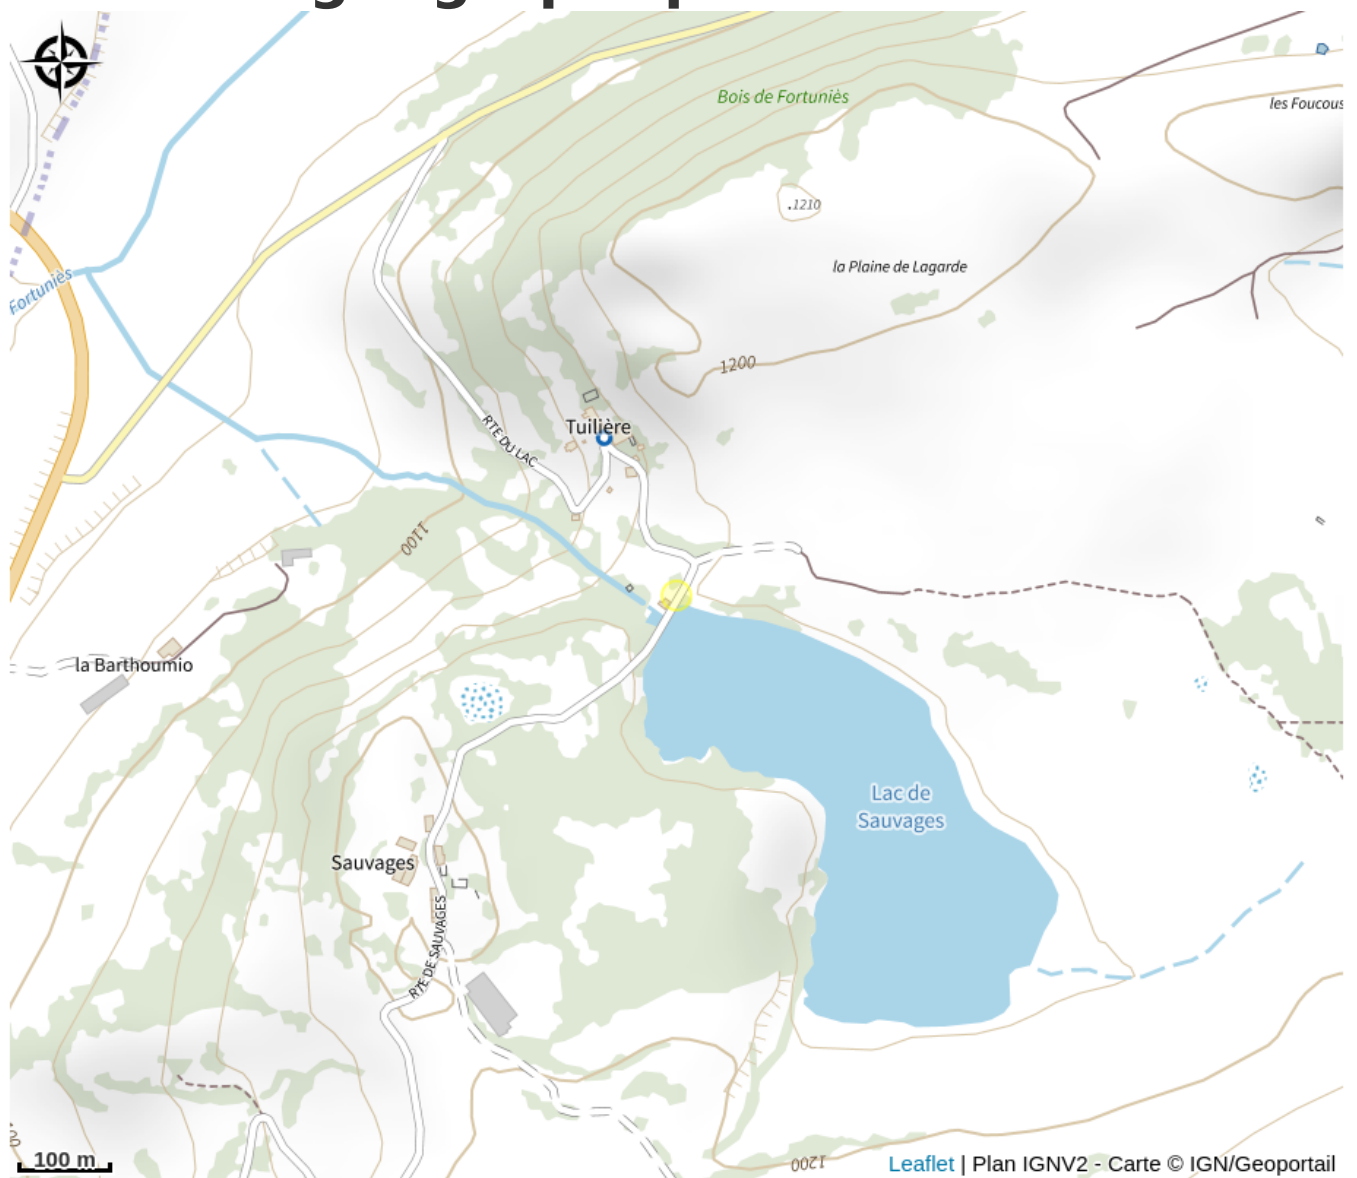 Bois de Fortuniès
les Foucous
.1210
la Plaine de Lagarde
Fortuniès
1200
Tuilière
RTE DU LAC
1100
la Barthoumio
Lac de
Sauvages
Sauvages
RTE DE SAUVAGES
100 m
1200
Leaflet | Plan IGNV2 - Carte © IGN/Geoportail